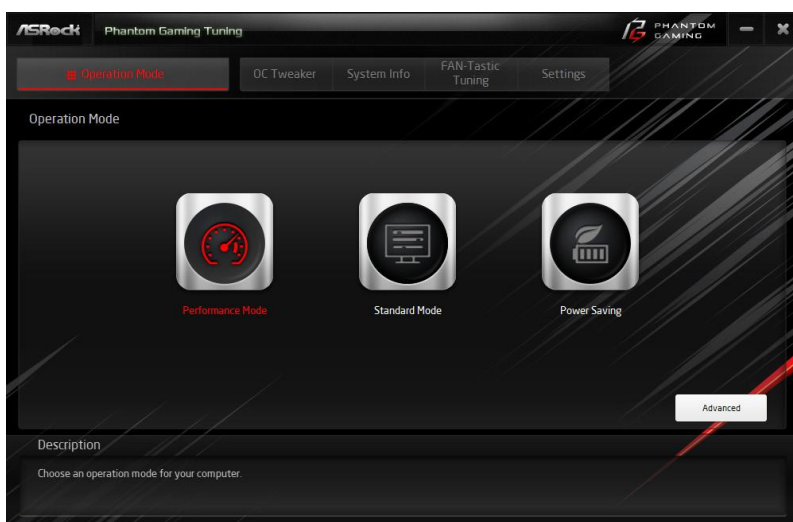 ASRock
Phantom Gaming Tuning
PHANTOM
GAMING
Operation Mode
OC Tweaker
System Info
FAN-Tastic
Tuning
Settings
Operation Mode
Performance Mode
Standard Mode
Power Saving
Advanced
Description
Choose an operation mode for your computer.